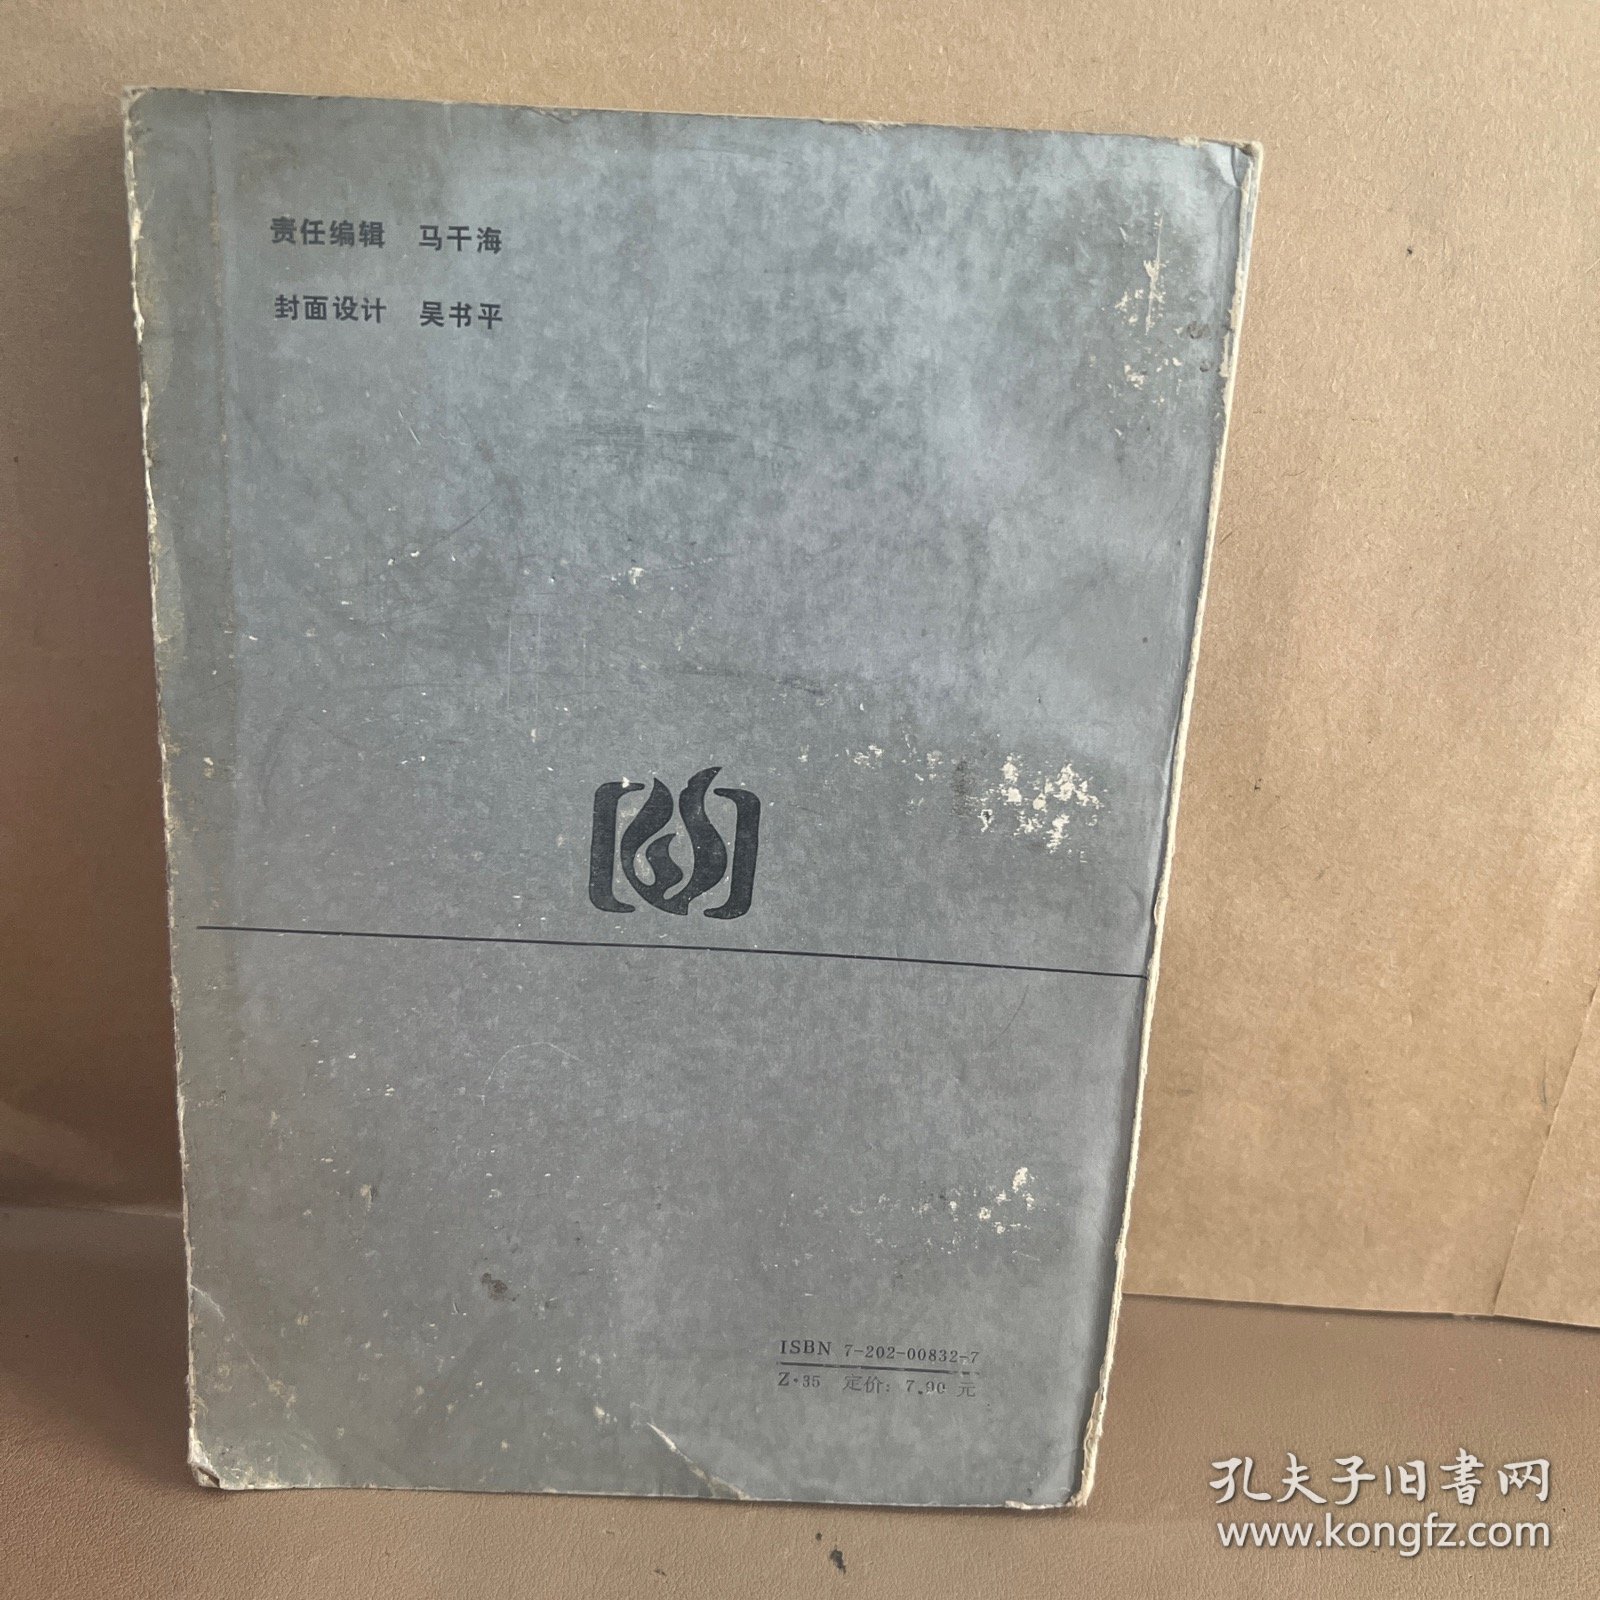 责任编辑 马千海
封面设计 吴书平
ISBN 7-202-00832-7
Z·35 定价: 7.90 元
孔夫子旧書网
www.kongfz.com